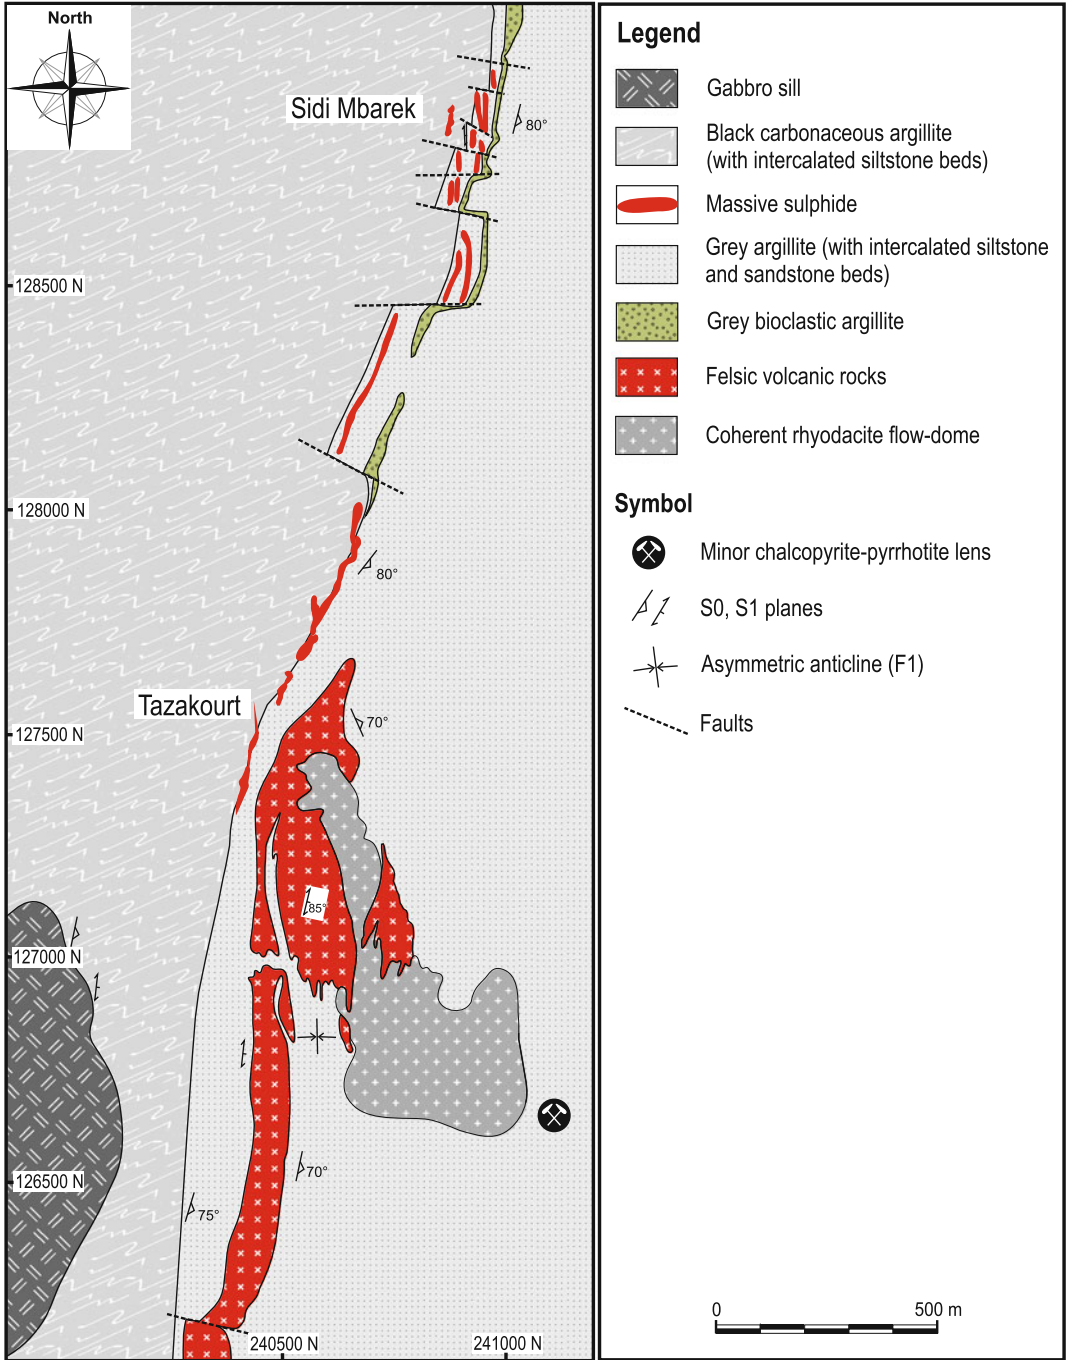 North
Sidi Mbarek
80°
128500 N
128000 N
80°
Tazakourt
70°
127500 N
85°
127000 N
126500 N
70°
75°
240500 N
241000 N
Legend
Gabbro sill
Black carbonaceous argillite
(with intercalated siltstone beds)
Massive sulphide
Grey argillite (with intercalated siltstone
and sandstone beds)
Grey bioclastic argillite
Felsic volcanic rocks
Coherent rhyodacite flow-dome
Symbol
Minor chalcopyrite-pyrrhotite lens
S0, S1 planes
Asymmetric anticline (F1)
Faults
0 500 m